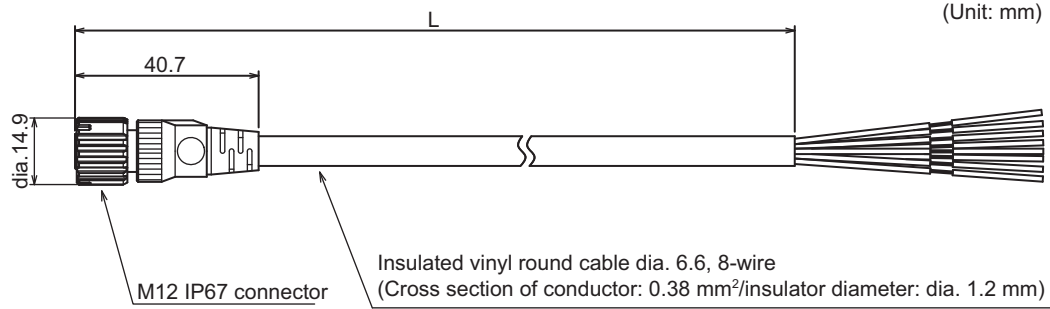 (Unit: mm)
L
40.7
dia.14.9
Insulated vinyl round cable dia. 6.6, 8-wire
(Cross section of conductor: 0.38 mm²/insulator diameter: dia. 1.2 mm)
M12 IP67 connector